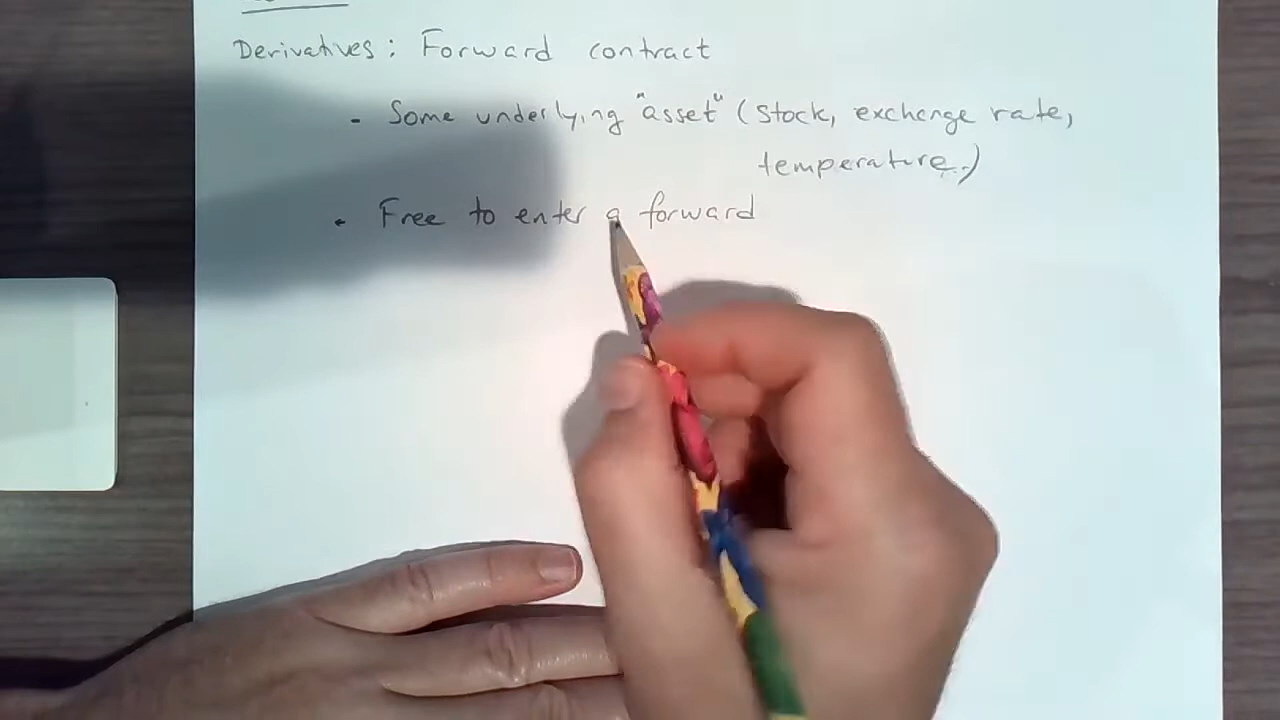 Derivatives: Forward contract
- Some underlying "asset" (stock, exchange rate,
temperature..)
- Free to enter a forward